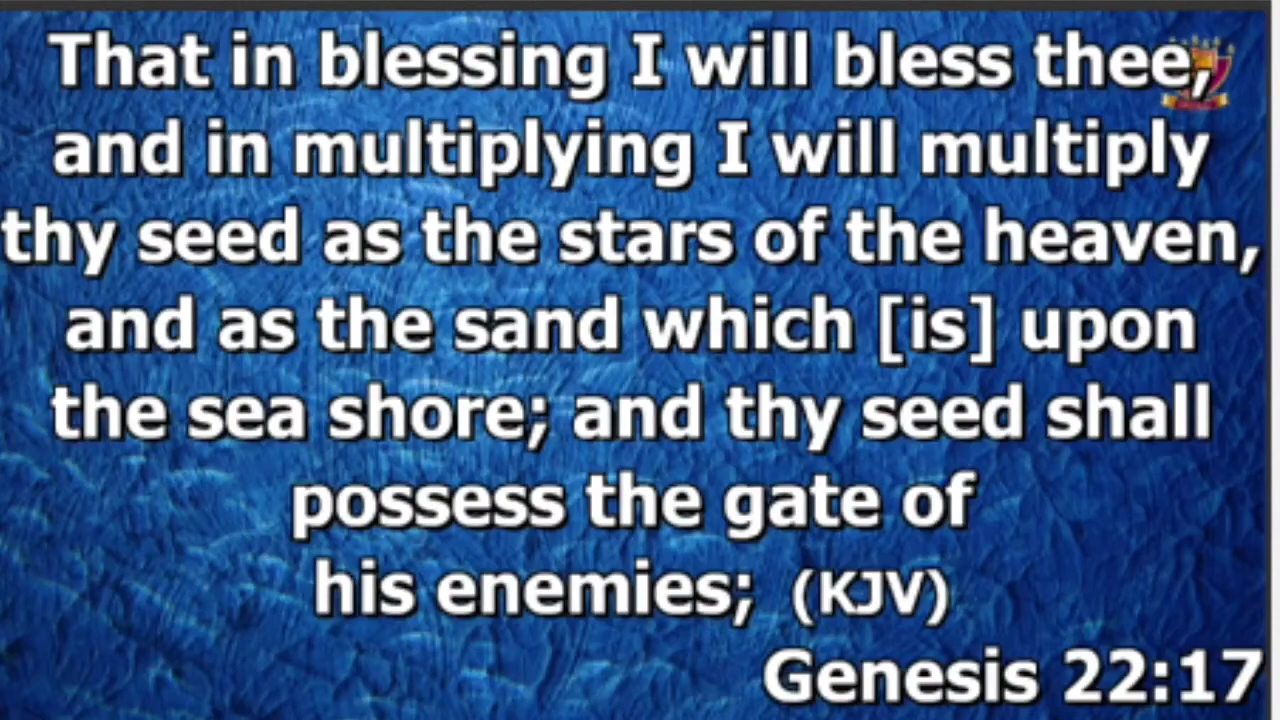 That in blessing I will bless thee,
and in multiplying I will multiply
thy seed as the stars of the heaven,
and as the sand which [is] upon
the sea shore; and thy seed shall
possess the gate of
his enemies; (KJV)
Genesis 22:17